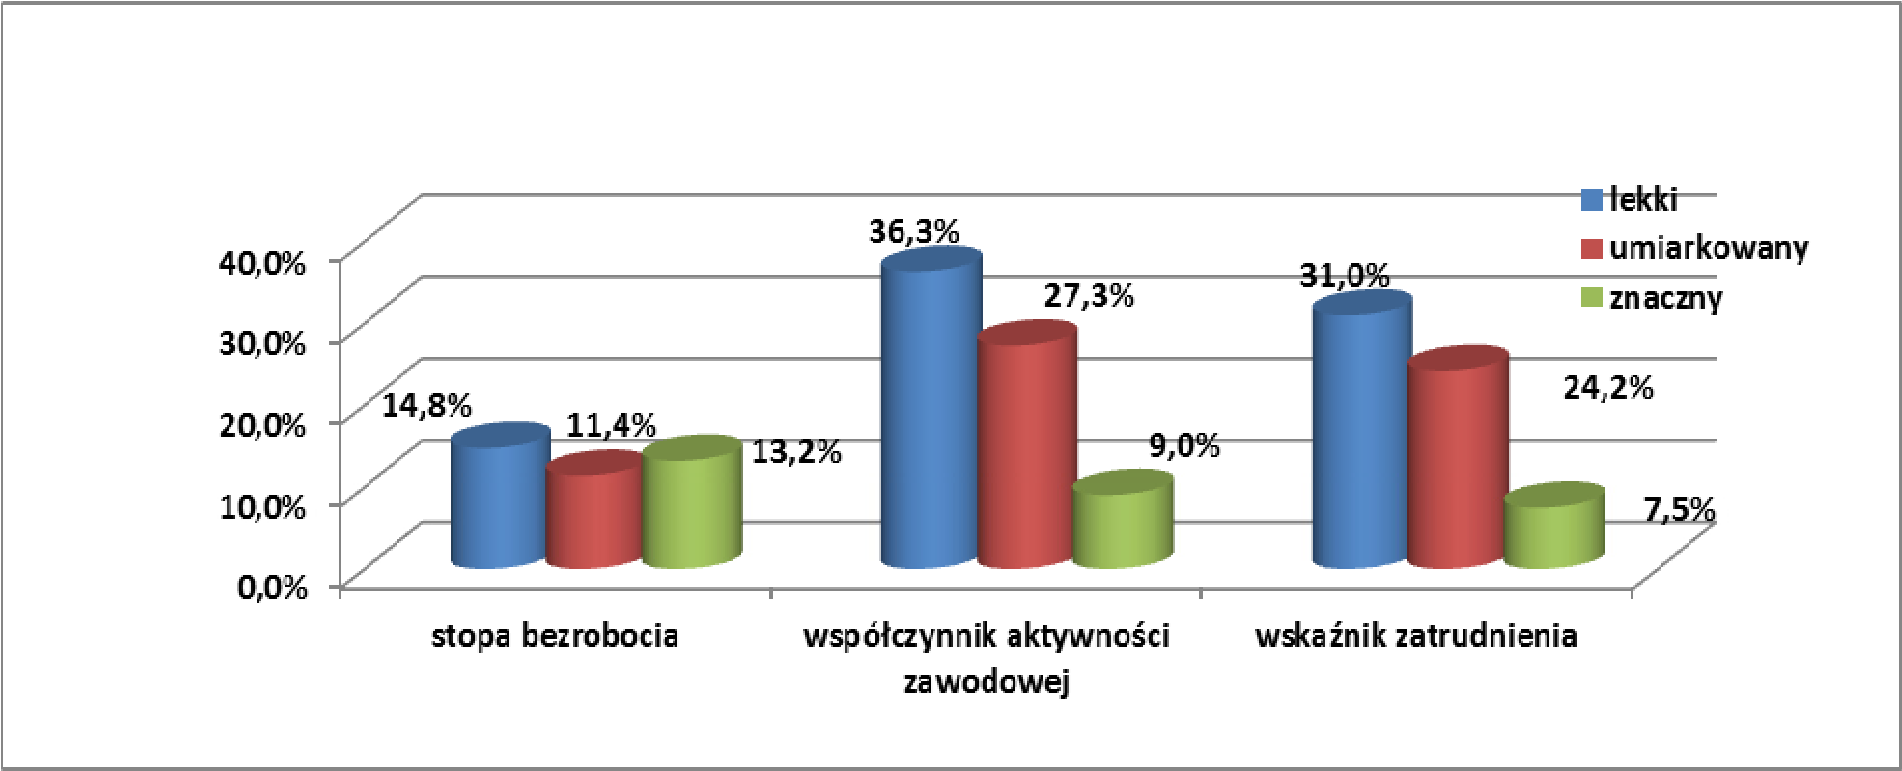 lekki
umiarkowany
znaczny
40,0%
30,0%
20,0%
10,0%
0,0%
14,8%
11,4%
13,2%
36,3%
27,3%
9,0%
31,0%
24,2%
7,5%
stopa bezrobocia
współczynnik aktywności
zawodowej
wskaźnik zatrudnienia